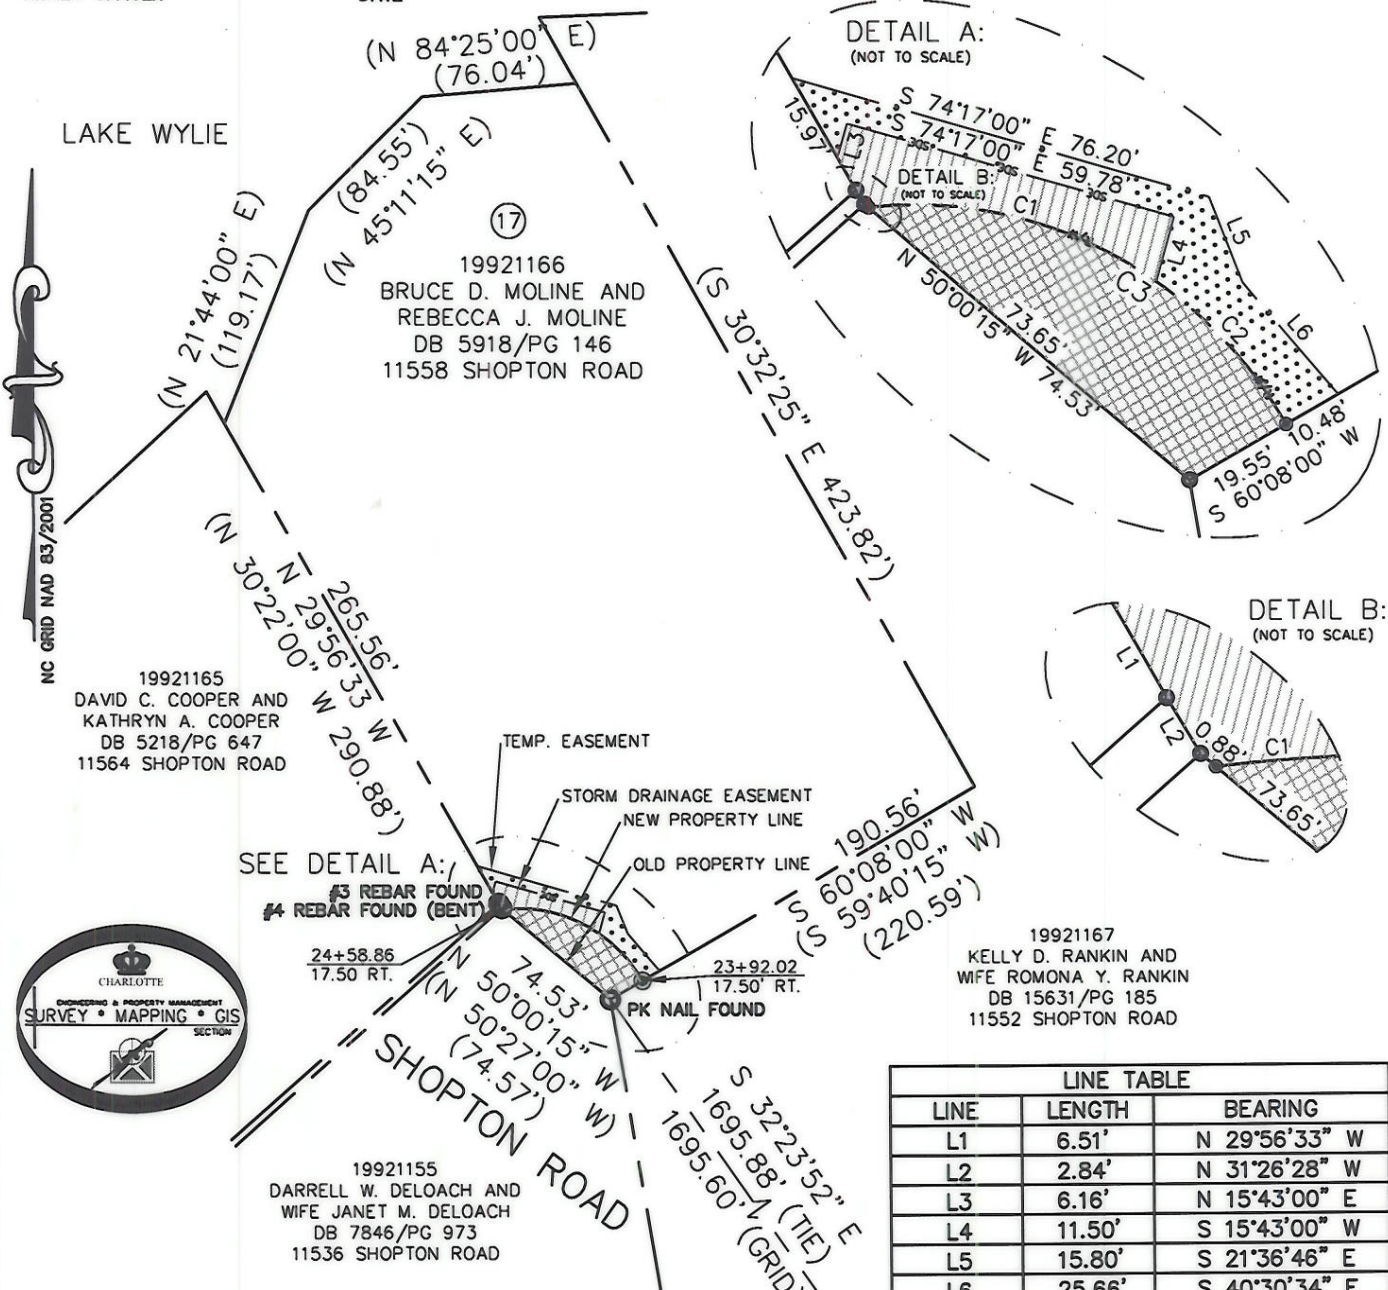 (N 84°25'00" E)
(76.04')
LAKE WYLIE
(84.55')
(N 45°11'15" E)
(N 21°44'00" E)
(119.17')
17
19921166
BRUCE D. MOLINE AND
REBECCA J. MOLINE
DB 5918/PG 146
11558 SHOPTON ROAD
(S 30°32'25" E 423.82')
NC GRID NAD 83/2001
DETAIL A:
(NOT TO SCALE)
S 74°17'00" E 76.20'
S 74°17'00" E 59.78'
15.97'
L3
DETAIL B:
(NOT TO SCALE)
C1
L4
L5
C3
C2
L6
N 50°00'15" W 74.53'
73.65'
19.55'
10.48'
S 60°08'00" W
265.56'
N 29°56'33 W
(N 30°22'00" W 290.88')
19921165
DAVID C. COOPER AND
KATHRYN A. COOPER
DB 5218/PG 647
11564 SHOPTON ROAD
DETAIL B:
(NOT TO SCALE)
L1
L2
0.88'
C1
73.65'
TEMP. EASEMENT
STORM DRAINAGE EASEMENT
NEW PROPERTY LINE
OLD PROPERTY LINE
SEE DETAIL A:
#3 REBAR FOUND
#4 REBAR FOUND (BENT)
24+58.86
17.50 RT.
23+92.02
17.50' RT.
PK NAIL FOUND
190.56'
S 60°08'00" W
(S 59°40'15" W)
(220.59')
19921167
KELLY D. RANKIN AND
WIFE ROMONA Y. RANKIN
DB 15631/PG 185
11552 SHOPTON ROAD
74.53'
N 50°00'15" W
(N 50°27'00" W)
(74.57')
SHOPTON ROAD
S 32°23'52" E
1695.88' (TIE)
1695.60' (GRID
CHARLOTTE
ENGINEERING & PROPERTY MANAGEMENT
SURVEY • MAPPING • GIS
SECTION
19921155
DARRELL W. DELOACH AND
WIFE JANET M. DELOACH
DB 7846/PG 973
11536 SHOPTON ROAD
LINE TABLE
LINE LENGTH BEARING
L1 6.51' N 29°56'33" W
L2 2.84' N 31°26'28" W
L3 6.16' N 15°43'00" E
L4 11.50' S 15°43'00" W
L5 15.80' S 21°36'46" E
L6 25.66' S 40°30'34" E